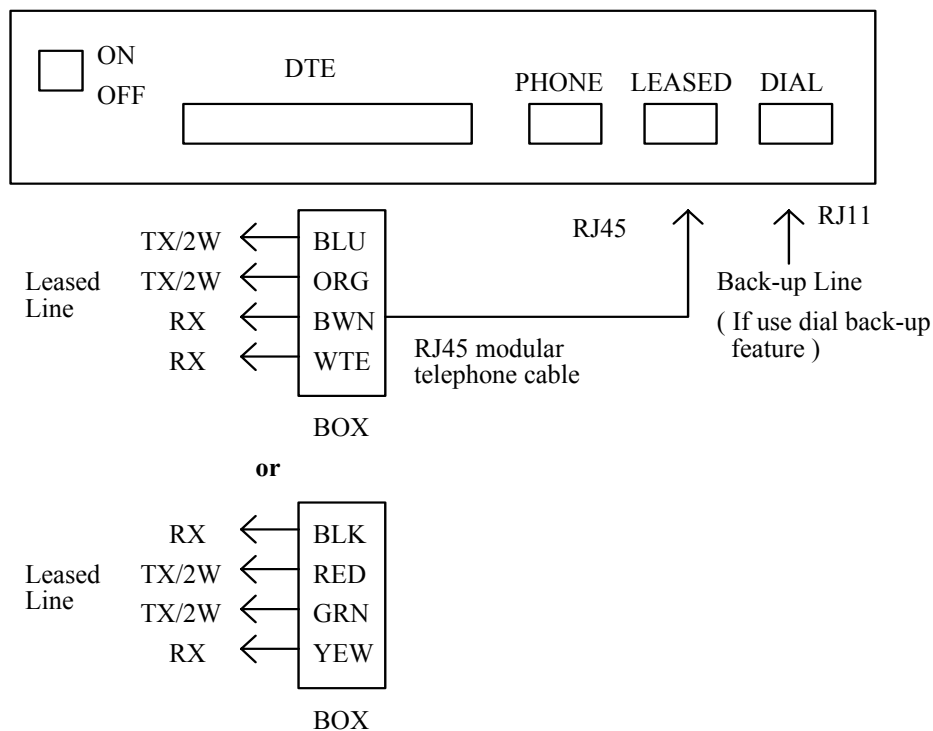 ON
OFF
DTE
PHONE
LEASED
DIAL
RJ45
RJ11
Leased
Line
TX/2W
BLU
TX/2W
ORG
RX
BWN
RX
WTE
BOX
RJ45 modular
telephone cable
Back-up Line
( If use dial back-up
feature )
or
Leased
Line
RX
BLK
TX/2W
RED
TX/2W
GRN
RX
YEW
BOX